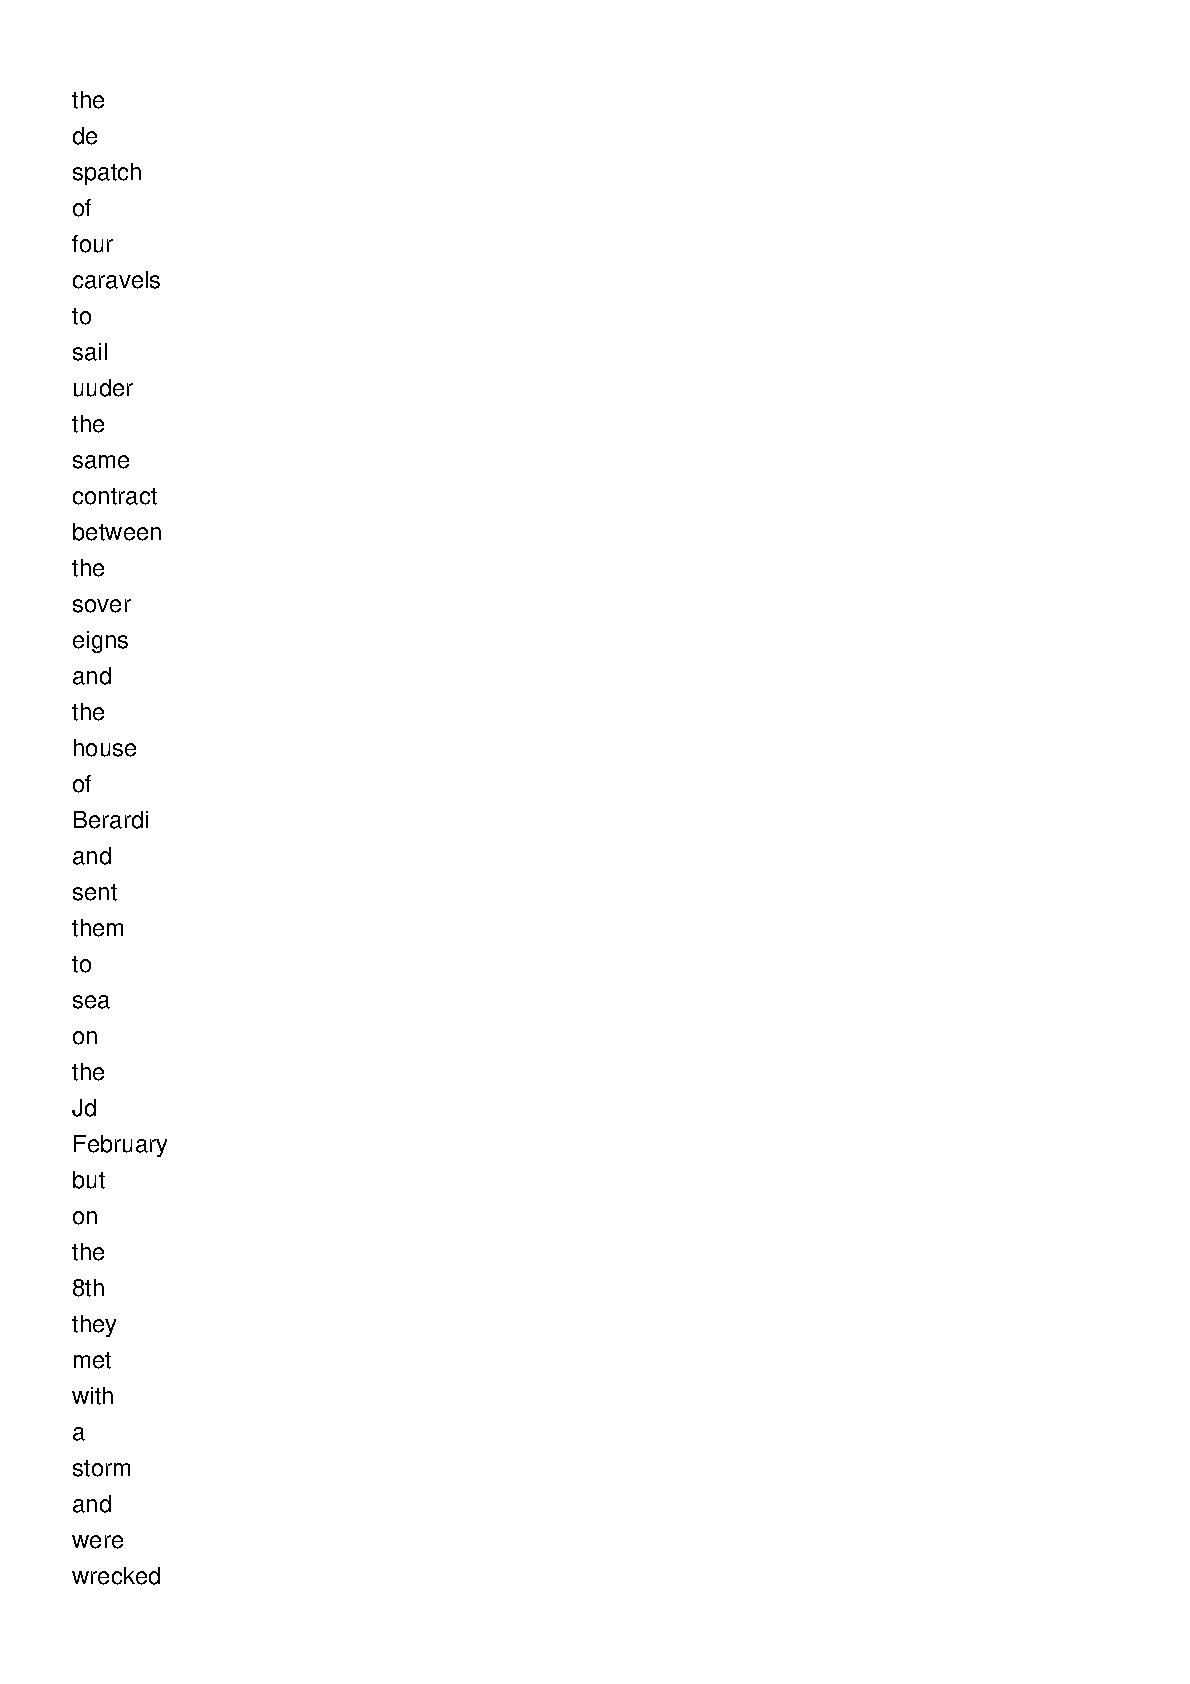 the
de
spatch
of
four
caravels
to
sail
uuder
the
same
contract
between
the
sover
eigns
and
the
house
of
Berardi
and
sent
them
to
sea
on
the
Jd
February
but
on
the
8th
they
met
with
a
storm
and
were
wrecked